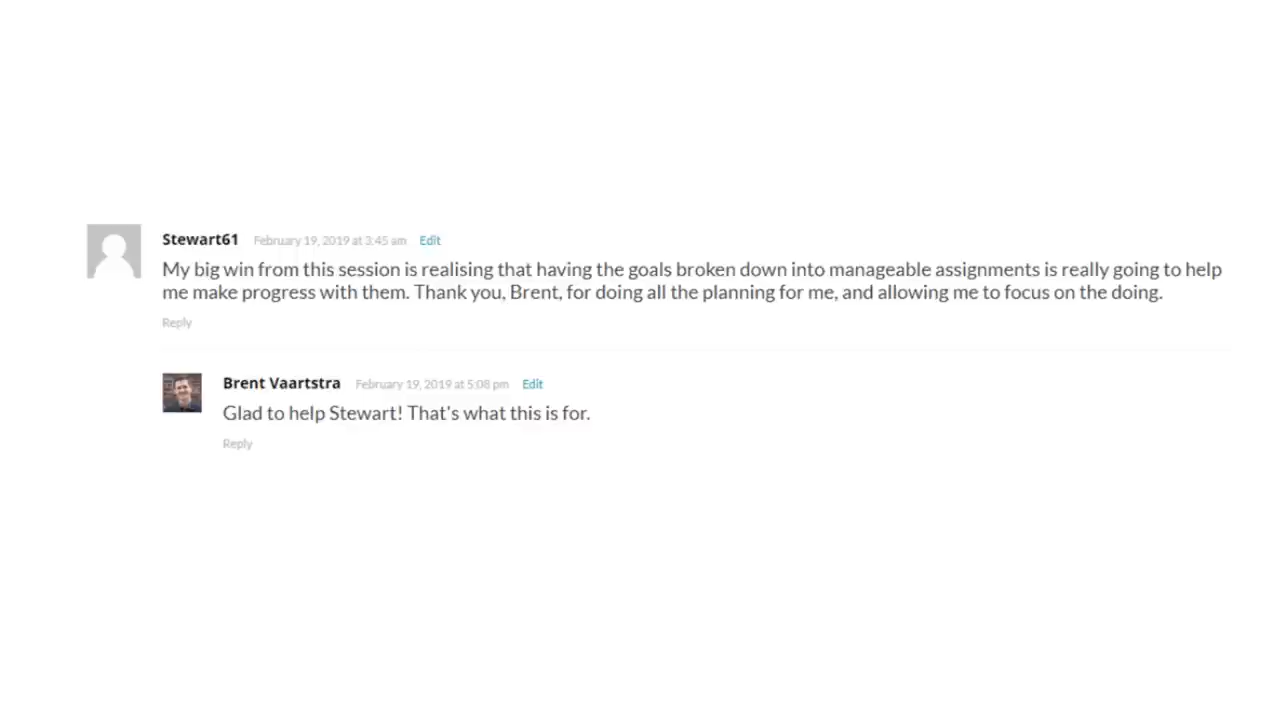 Stewart61 February 19, 2019 at 3:45 am Edit
My big win from this session is realising that having the goals broken down into manageable assignments is really going to help
me make progress with them. Thank you, Brent, for doing all the planning for me, and allowing me to focus on the doing.
Reply
Brent Vaartstra February 19, 2019 at 5:08 pm Edit
Glad to help Stewart! That's what this is for.
Reply